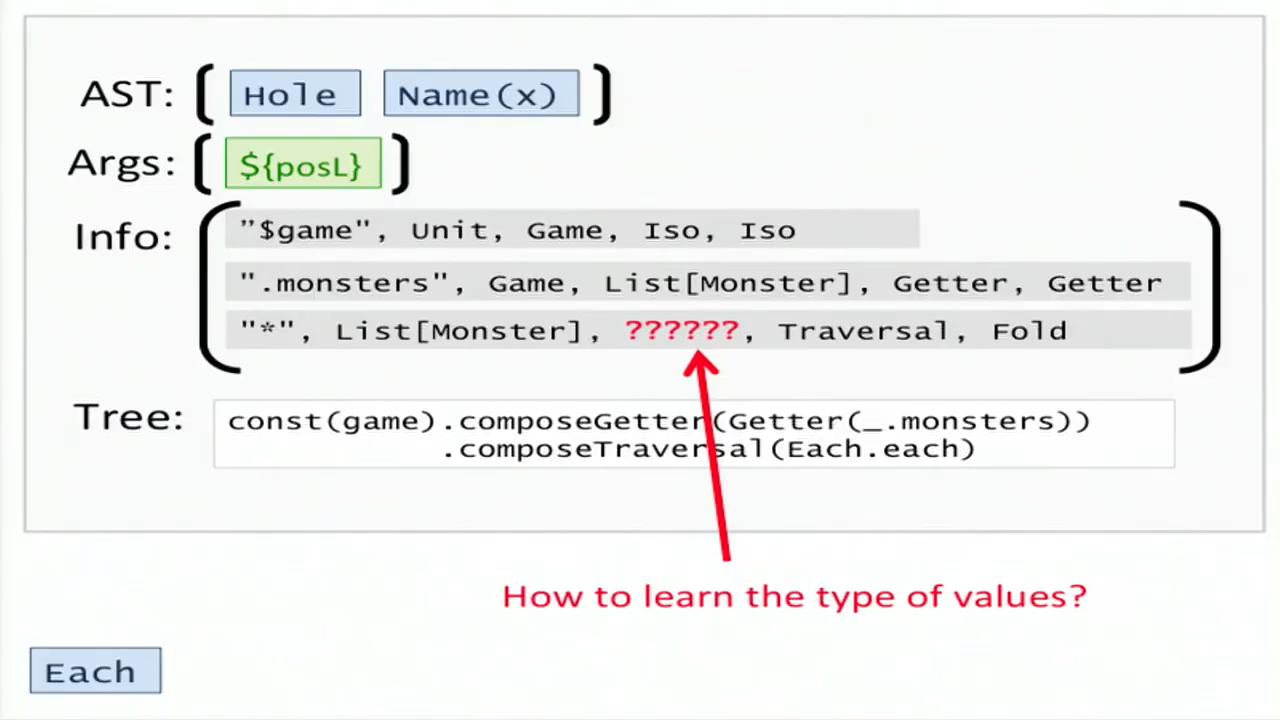 AST: ( Hole Name(x) )
Args: ( ${posL} )
Info: ( "$game", Unit, Game, Iso, Iso
".monsters", Game, List[Monster], Getter, Getter
"*", List[Monster], ??????, Traversal, Fold )
Tree: const(game).composeGetter(Getter(_.monsters))
.composeTraversal(Each.each)
How to learn the type of values?
Each